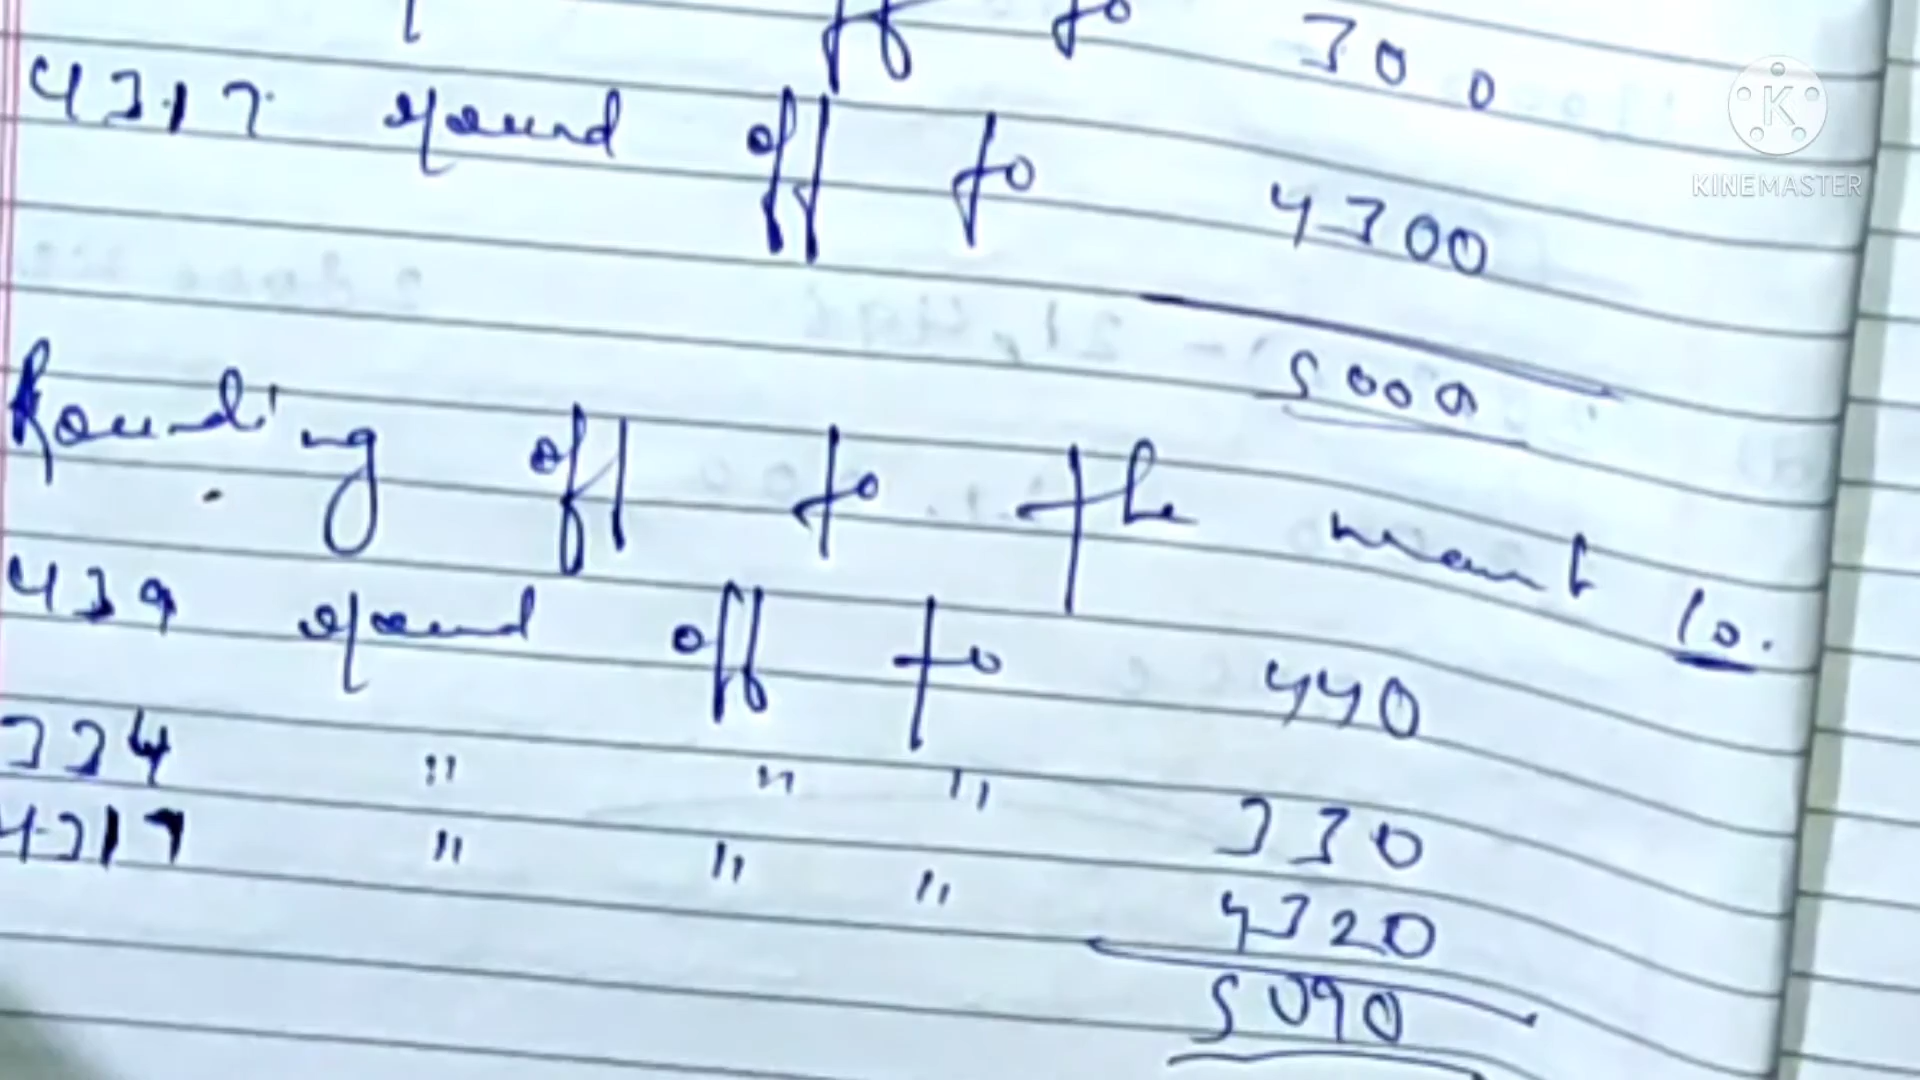 off to 300
4317 round off to 4300
5000
Rounding off to the nearest 10.
439 round off to 440
334 " " " 330
4317 " " " 4320
5090
KINEMASTER